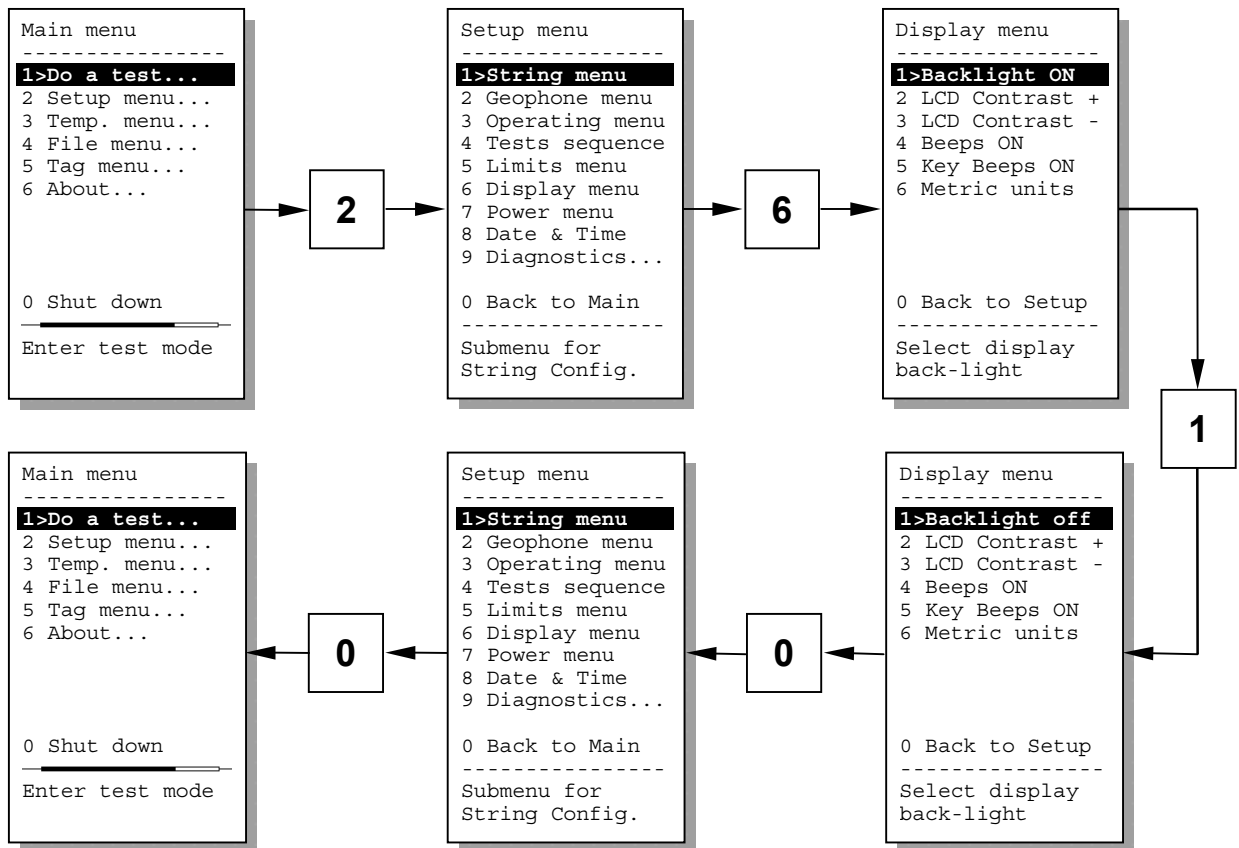 Main menu
----------------
1>Do a test...
2 Setup menu...
3 Temp. menu...
4 File menu...
5 Tag menu...
6 About...
0 Shut down
Enter test mode
2
Setup menu
----------------
1>String menu
2 Geophone menu
3 Operating menu
4 Tests sequence
5 Limits menu
6 Display menu
7 Power menu
8 Date & Time
9 Diagnostics...
0 Back to Main
----------------
Submenu for
String Config.
6
Display menu
----------------
1>Backlight ON
2 LCD Contrast +
3 LCD Contrast -
4 Beeps ON
5 Key Beeps ON
6 Metric units
0 Back to Setup
----------------
Select display
back-light
1
Display menu
----------------
1>Backlight off
2 LCD Contrast +
3 LCD Contrast -
4 Beeps ON
5 Key Beeps ON
6 Metric units
0 Back to Setup
----------------
Select display
back-light
0
Setup menu
----------------
1>String menu
2 Geophone menu
3 Operating menu
4 Tests sequence
5 Limits menu
6 Display menu
7 Power menu
8 Date & Time
9 Diagnostics...
0 Back to Main
----------------
Submenu for
String Config.
0
Main menu
----------------
1>Do a test...
2 Setup menu...
3 Temp. menu...
4 File menu...
5 Tag menu...
6 About...
0 Shut down
Enter test mode